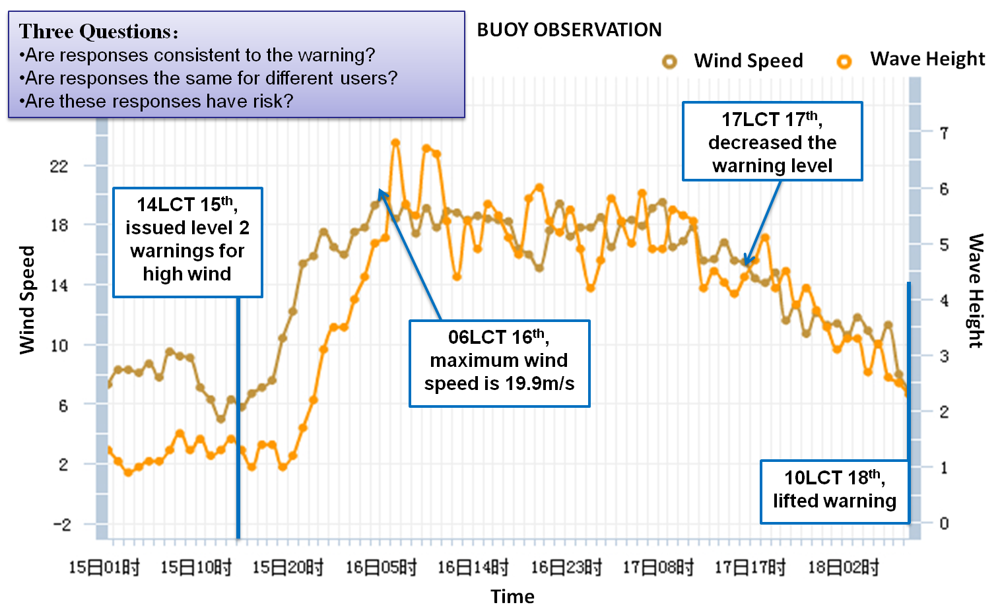 Three Questions：
•Are responses consistent to the warning?
•Are responses the same for different users?
•Are these responses have risk?
BUOY OBSERVATION
Wind Speed
Wave Height
17LCT 17th,
decreased the
warning level
14LCT 15th,
issued level 2
warnings for
high wind
06LCT 16th,
maximum wind
speed is 19.9m/s
10LCT 18th,
lifted warning
Wind Speed
22
18
14
10
6
2
-2
7
6
5
4
3
2
1
0
Wave Height
15日01时 15日10时 15日20时 16日05时 16日14时 16日23时 17日08时 17日17时 18日02时
Time